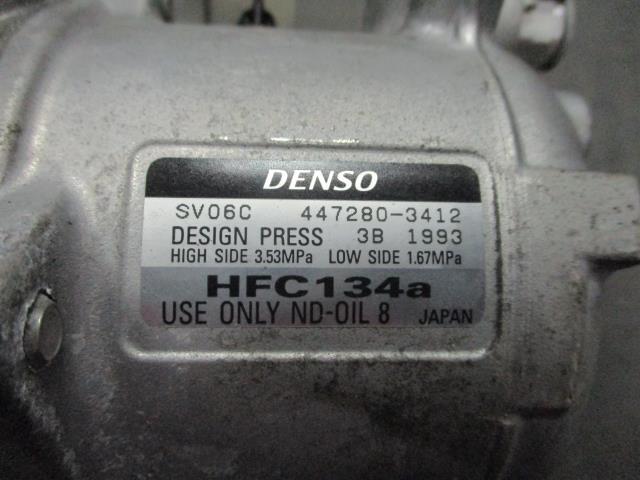 DENSO
SV06C 447280-3412
DESIGN PRESS 3B 1993
HIGH SIDE 3.53MPa LOW SIDE 1.67MPa
HFC134a
USE ONLY ND-OIL 8 JAPAN